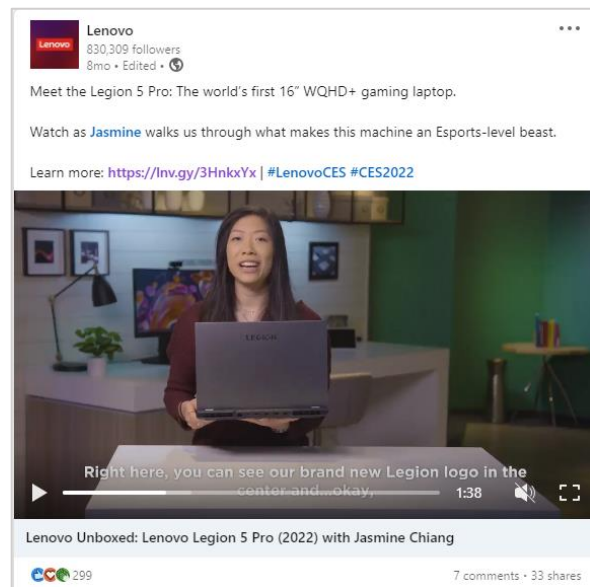 Lenovo
Lenovo
830,309 followers
8mo • Edited •
Meet the Legion 5 Pro: The world's first 16" WQHD+ gaming laptop.
Watch as Jasmine walks us through what makes this machine an Esports-level beast.
Learn more: https://lnv.gy/3HnkxYx | #LenovoCES #CES2022
LEGION
Right here, you can see our brand new Legion logo in the
center and...okay,
1:38
Lenovo Unboxed: Lenovo Legion 5 Pro (2022) with Jasmine Chiang
299
7 comments • 33 shares